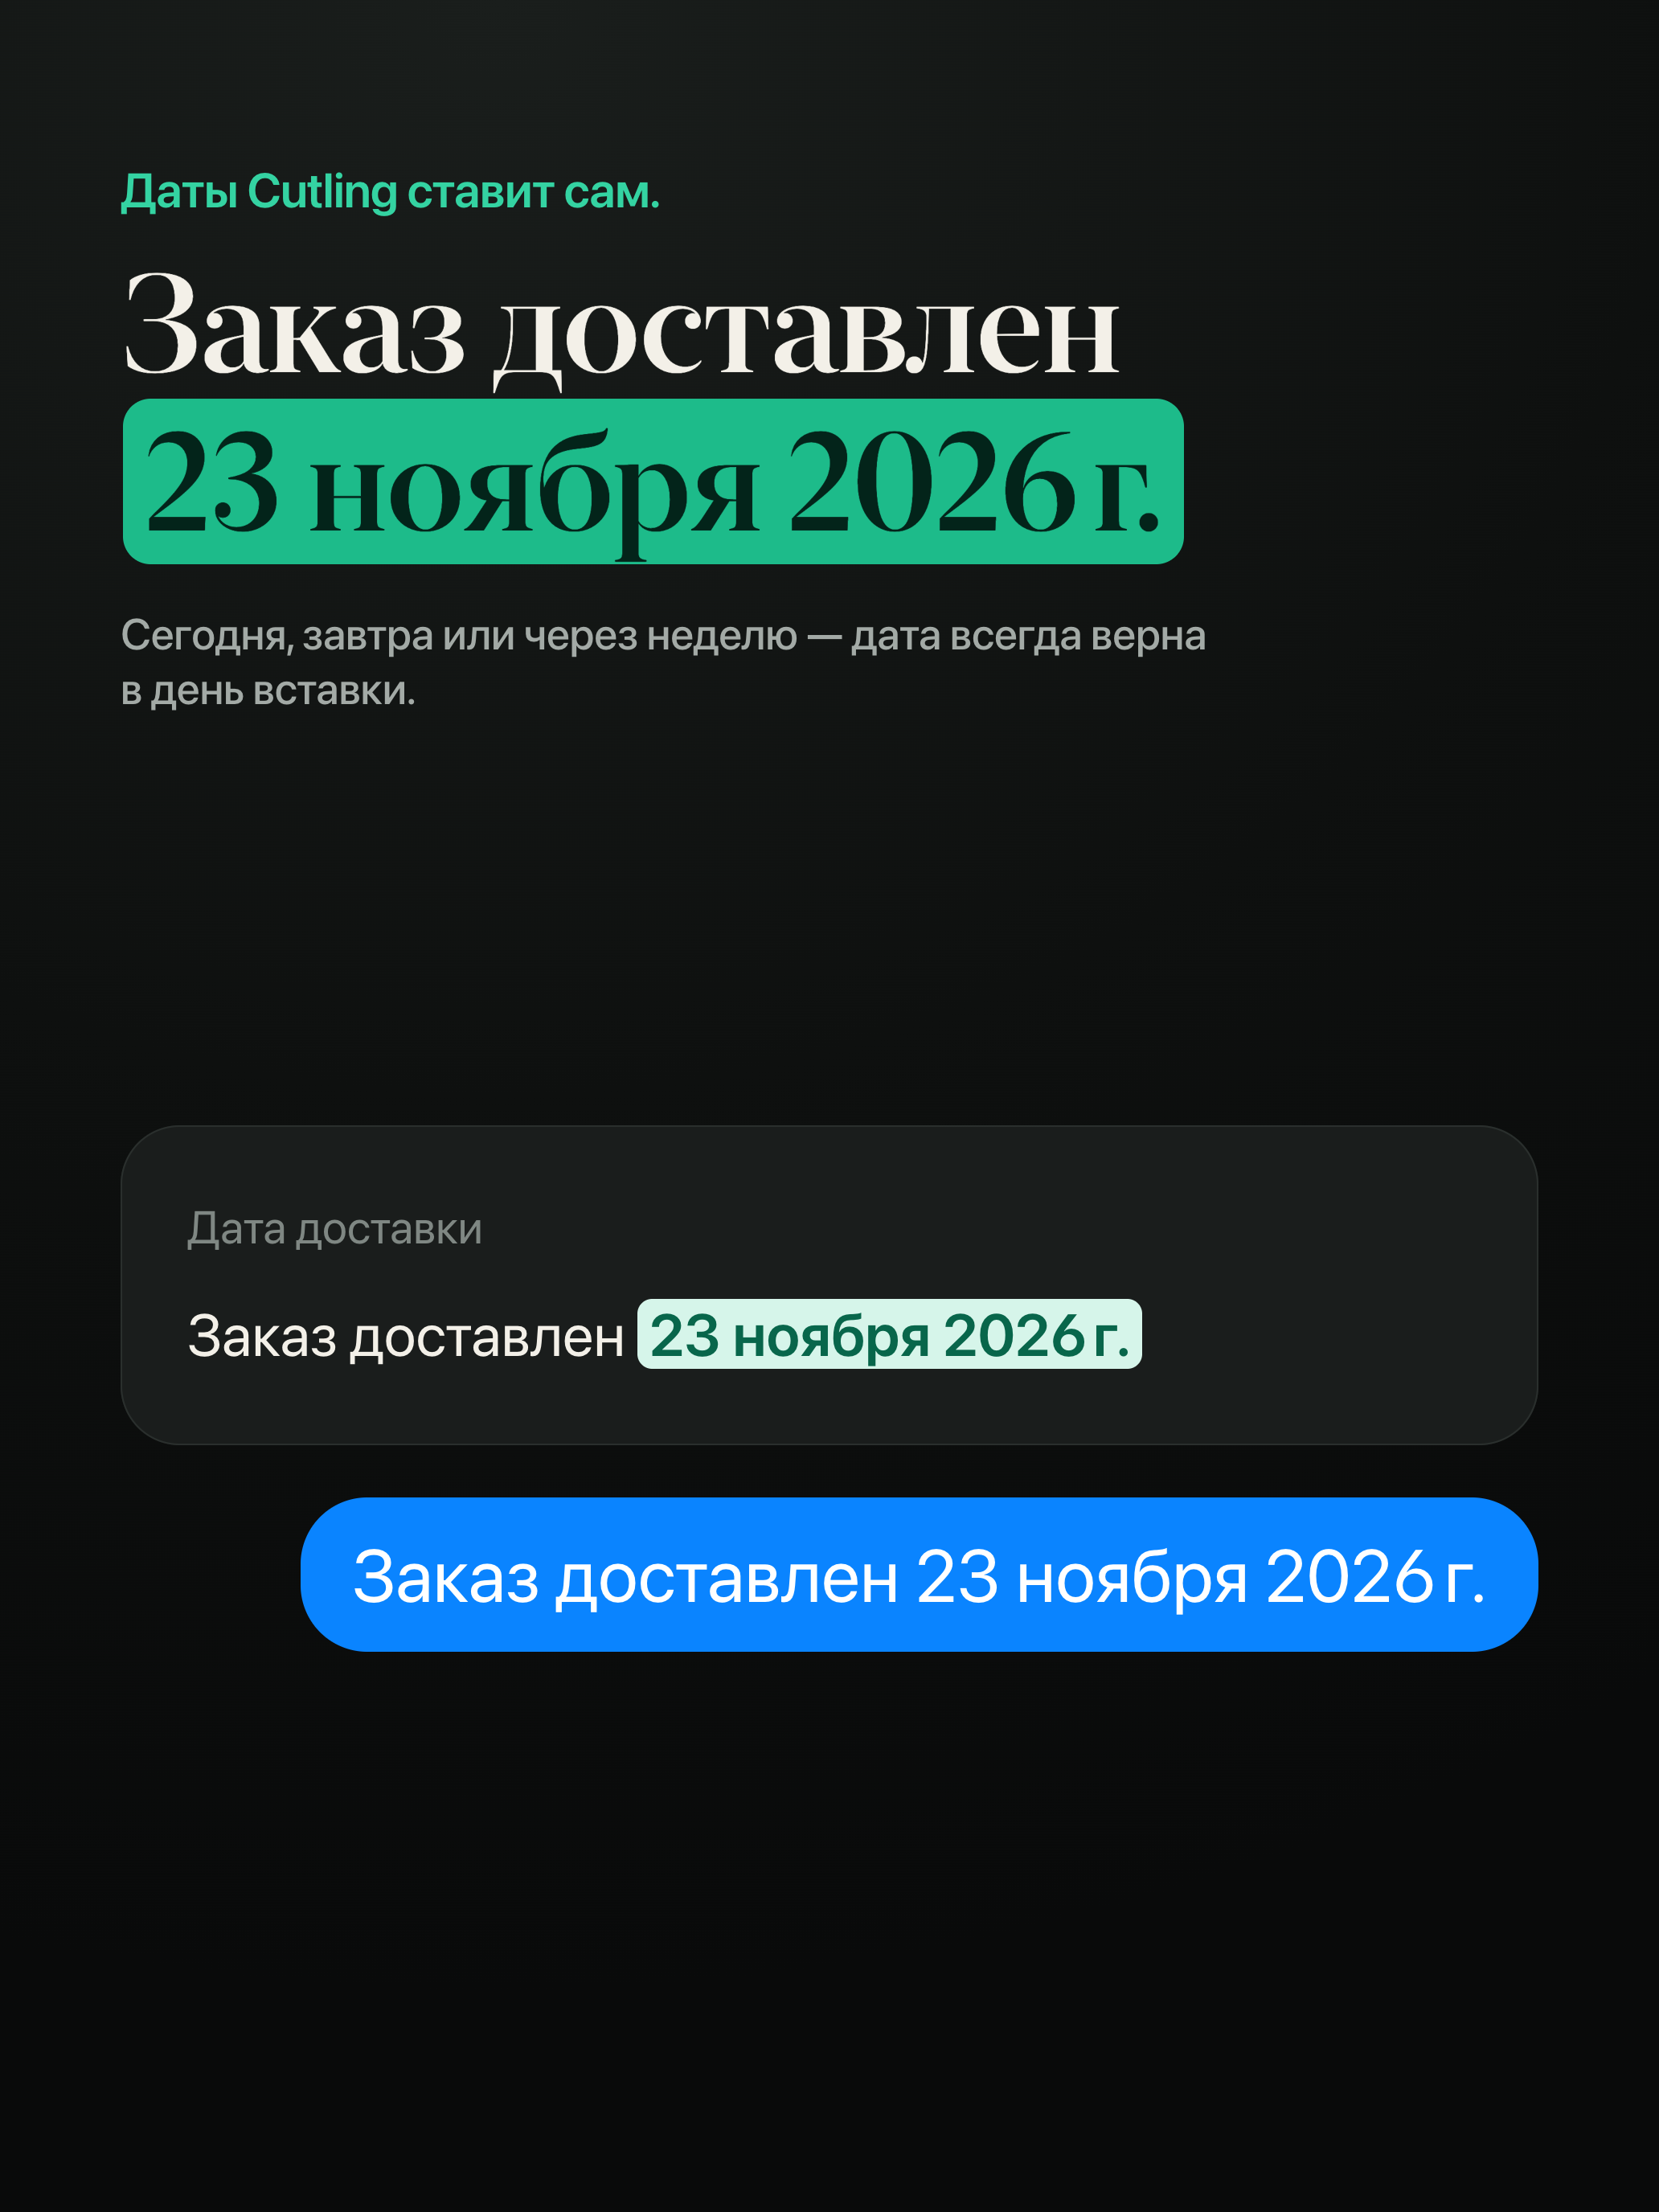 Даты Cutling ставит сам.
Заказ доставлен
23 ноября 2026 г.
Сегодня, завтра или через неделю — дата всегда верна
в день вставки.
Дата доставки
Заказ доставлен 23 ноября 2026 г.
Заказ доставлен 23 ноября 2026 г.